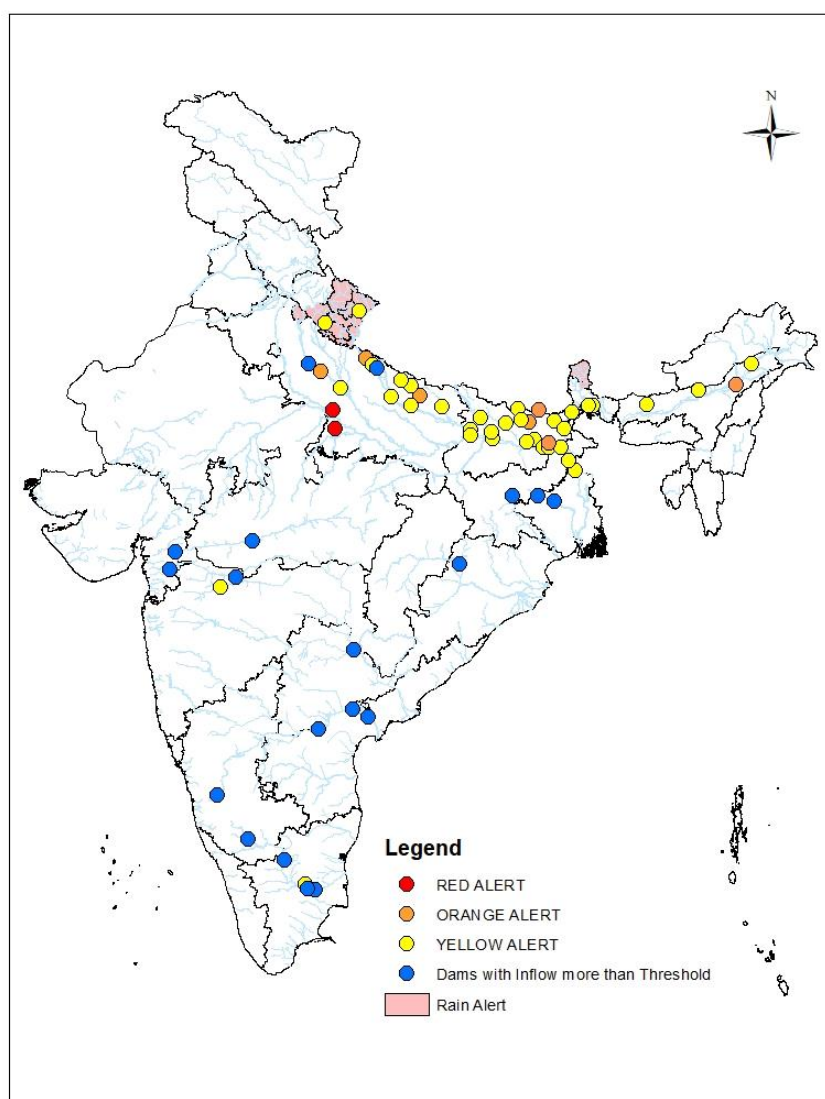 N
Legend
RED ALERT
ORANGE ALERT
YELLOW ALERT
Dams with Inflow more than Threshold
Rain Alert